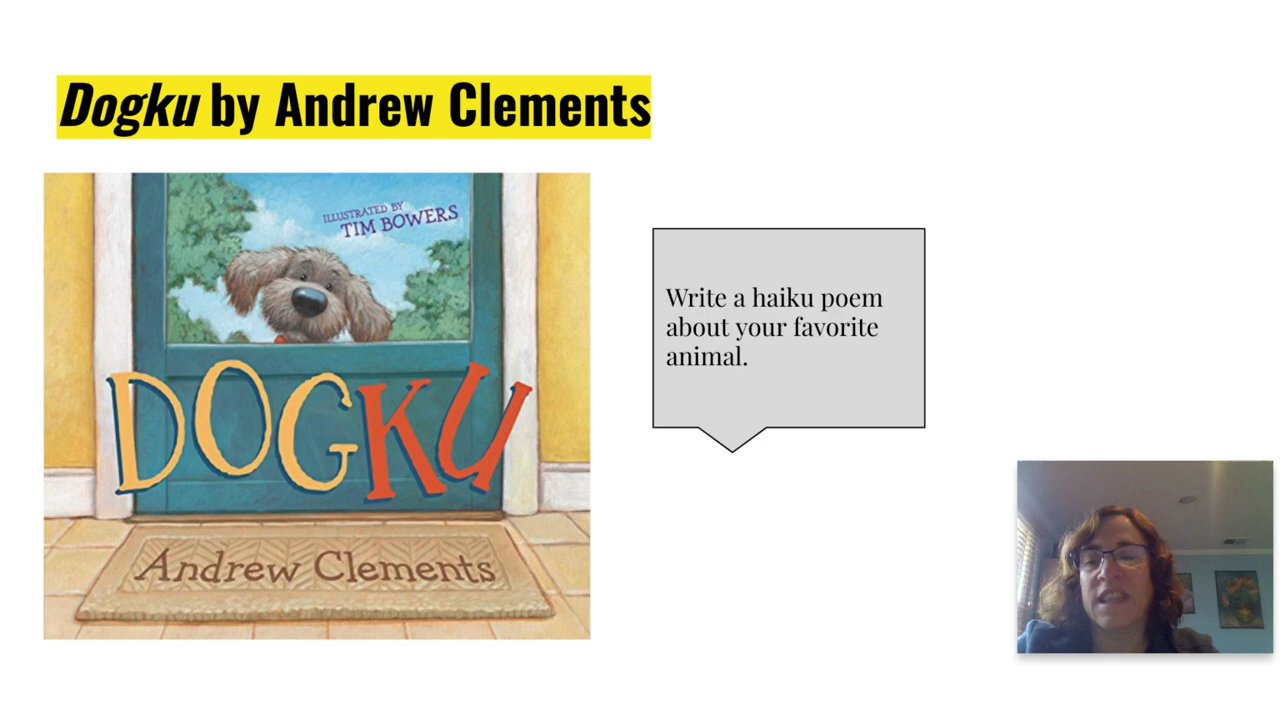 Dogku by Andrew Clements
ILLUSTRATED BY
TIM BOWERS
DOGKU
Andrew Clements
Write a haiku poem
about your favorite
animal.